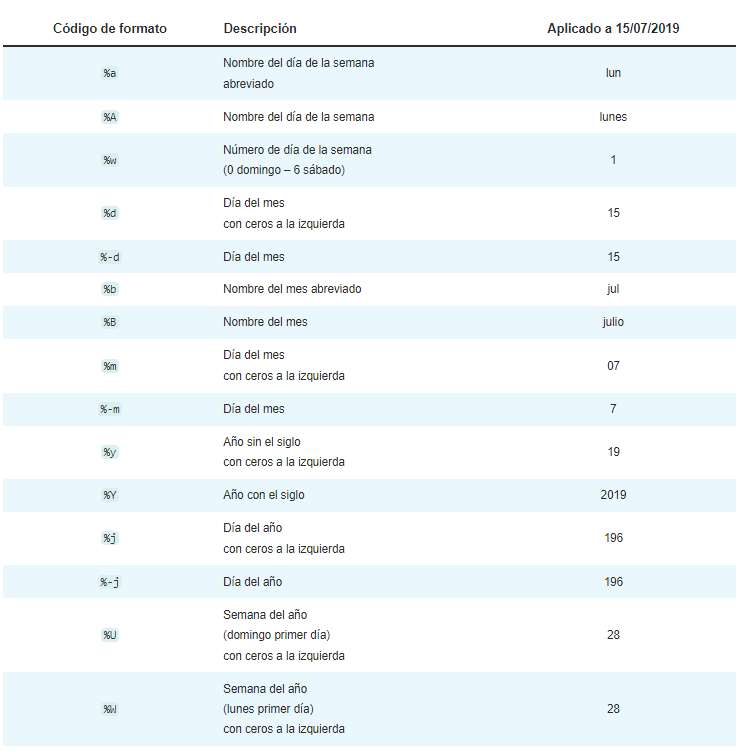 Código de formato Descripción Aplicado a 15/07/2019
%a Nombre del día de la semana lun
abreviado
%A Nombre del día de la semana lunes
%w Número de día de la semana 1
(0 domingo – 6 sábado)
%d Día del mes 15
con ceros a la izquierda
%-d Día del mes 15
%b Nombre del mes abreviado jul
%B Nombre del mes julio
%m Día del mes 07
con ceros a la izquierda
%-m Día del mes 7
%y Año sin el siglo 19
con ceros a la izquierda
%Y Año con el siglo 2019
%j Día del año 196
con ceros a la izquierda
%-j Día del año 196
%U Semana del año 28
(domingo primer día)
con ceros a la izquierda
%W Semana del año 28
(lunes primer día)
con ceros a la izquierda